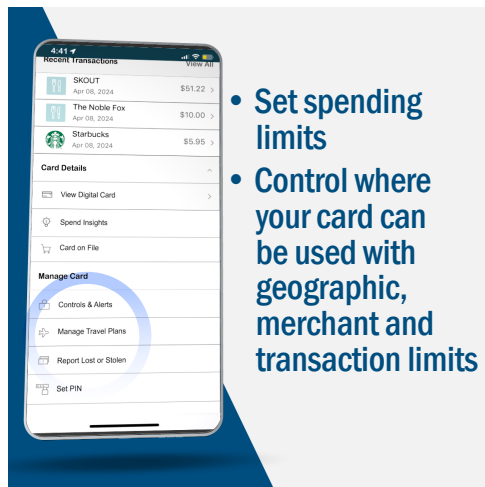 4:41
Recent Transactions
View All
SKOUT
Apr 08, 2024
$51.22
The Noble Fox
Apr 08, 2024
$10.00
Starbucks
Apr 08, 2024
$5.95
Card Details
View Digital Card
Spend Insights
Card on File
Manage Card
Controls & Alerts
Manage Travel Plans
Report Lost or Stolen
Set PIN
• Set spending
limits
• Control where
your card can
be used with
geographic,
merchant and
transaction limits